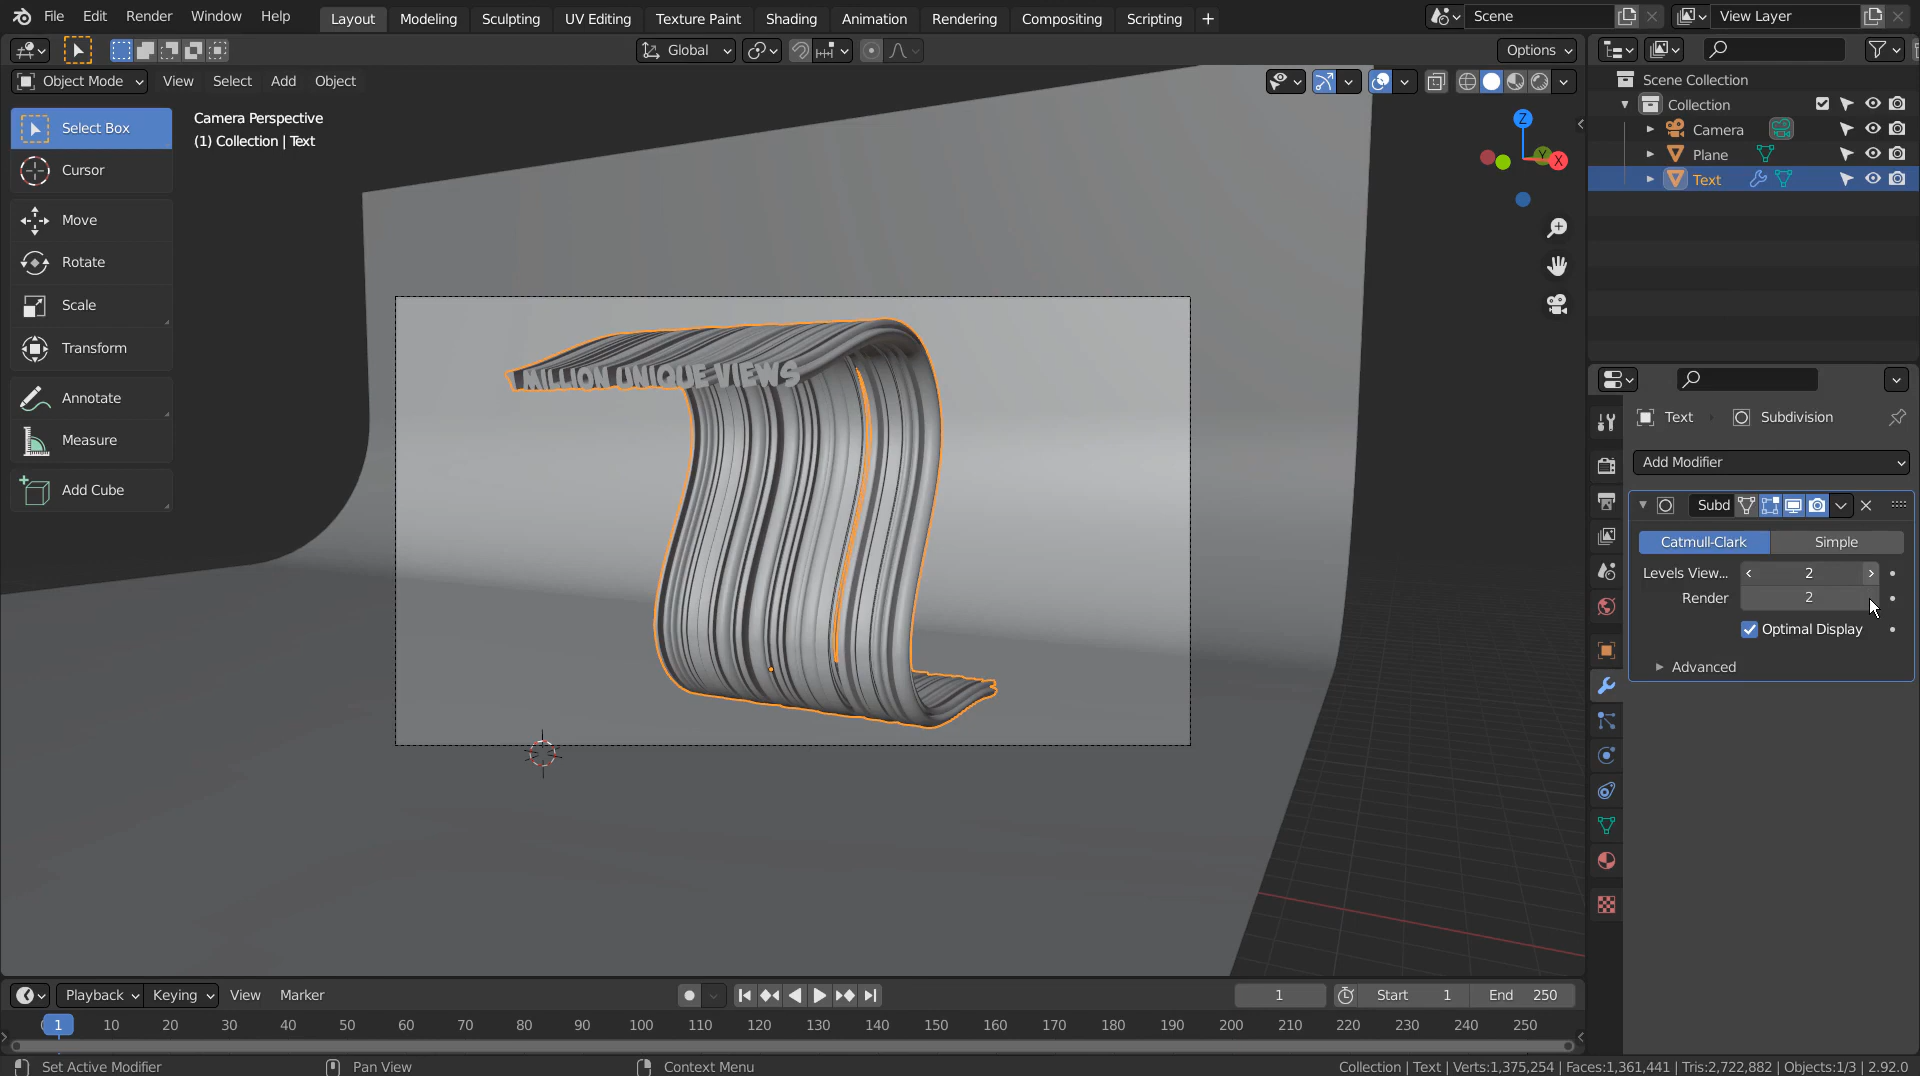 File Edit Render Window Help Layout Modeling Sculpting UV Editing Texture Paint Shading Animation Rendering Compositing Scripting + Scene View Layer
Global Options
Object Mode View Select Add Object
Select Box
Cursor
Move
Rotate
Scale
Transform
Annotate
Measure
Add Cube
Camera Perspective
(1) Collection | Text
Z
Y
X
MILLION UNIQUE VIEWS
Scene Collection
Collection
Camera
Plane
Text
Text Subdivision
Add Modifier
Subd
Catmull-Clark Simple
Levels View... 2
Render 2
Optimal Display
Advanced
Playback Keying View Marker 1 Start 1 End 250
1 10 20 30 40 50 60 70 80 90 100 110 120 130 140 150 160 170 180 190 200 210 220 230 240 250
Set Active Modifier Pan View Context Menu Collection | Text | Verts:1,375,254 | Faces:1,361,441 | Tris:2,722,882 | Objects:1/3 | 2.92.0